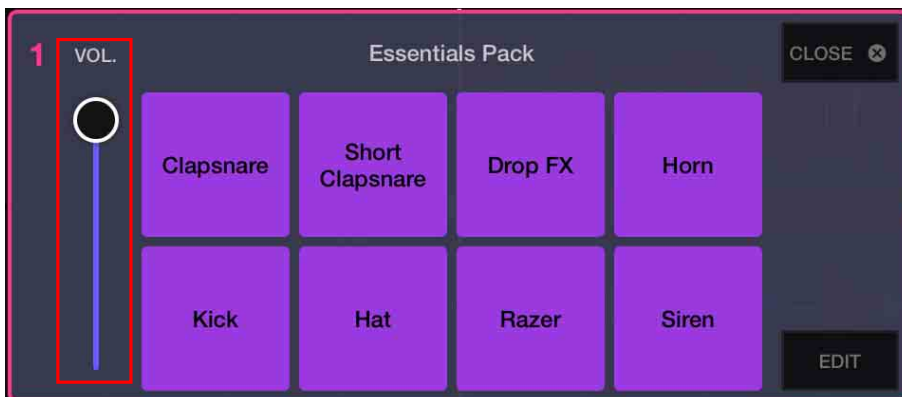 1 VOL. Essentials Pack CLOSE
Clapsnare Short Clapsnare Drop FX Horn
Kick Hat Razer Siren
EDIT